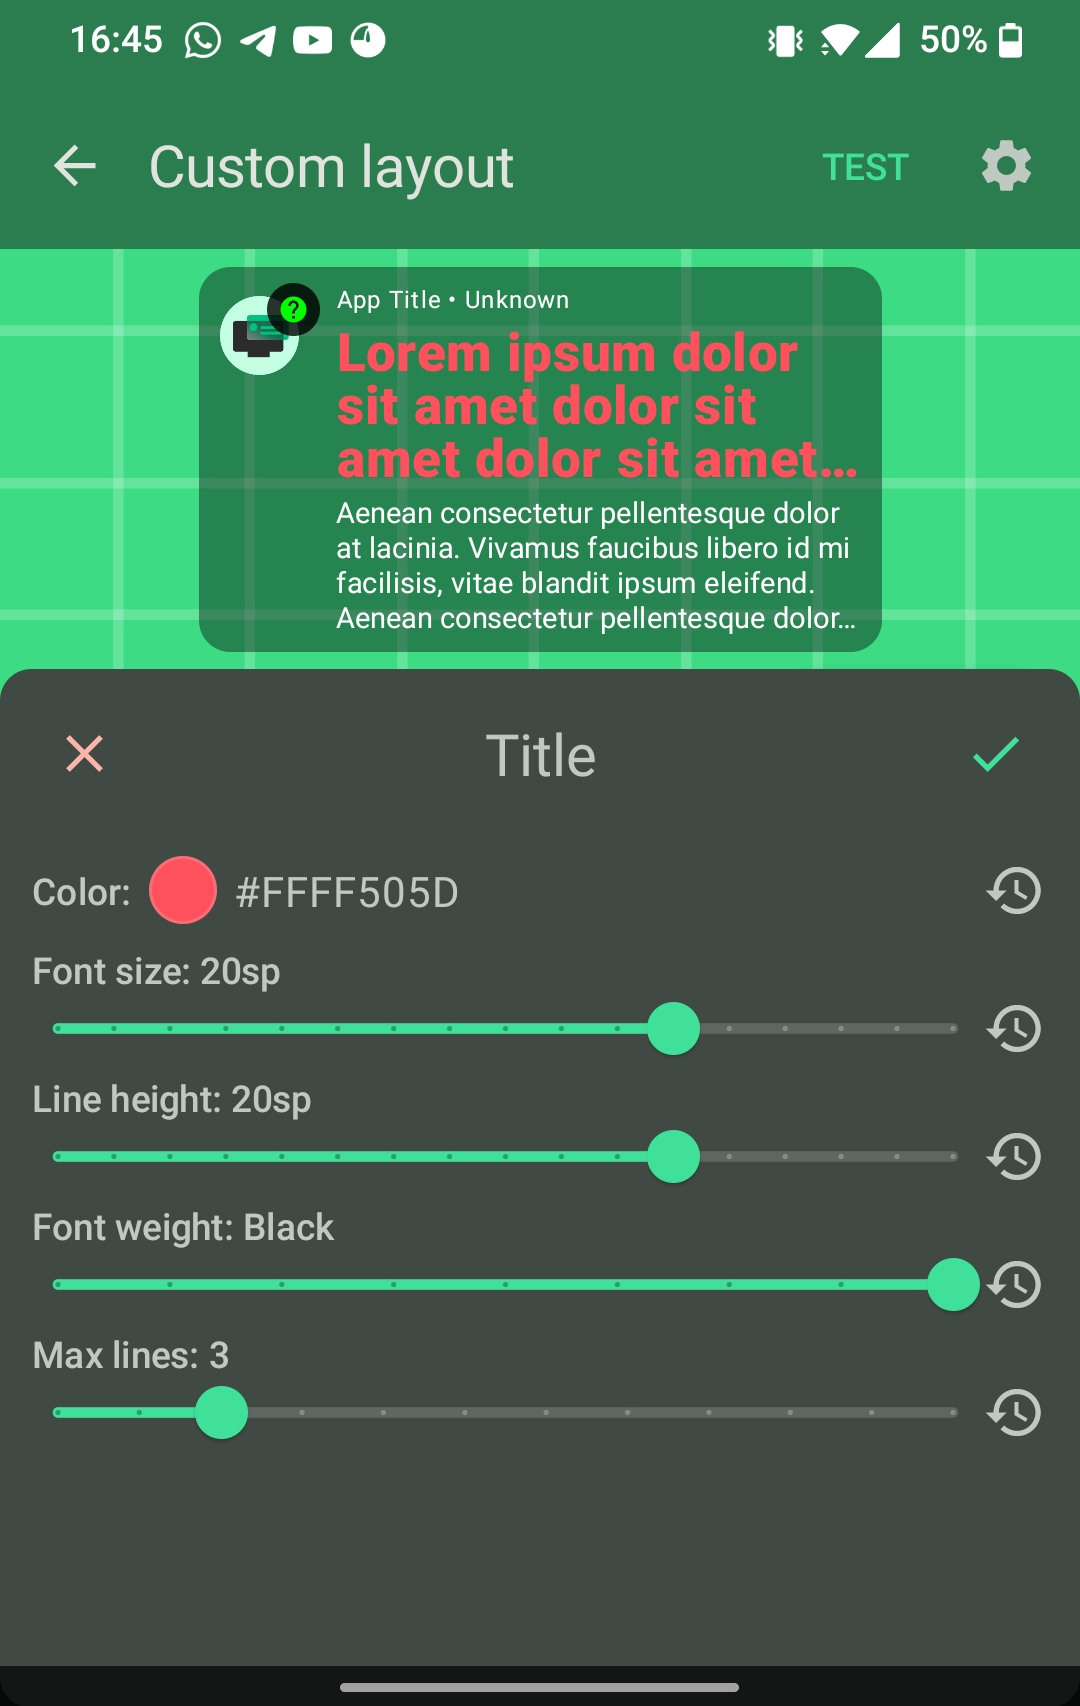 16:45
50%
Custom layout
TEST
App Title • Unknown
Lorem ipsum dolor
sit amet dolor sit
amet dolor sit amet...
Aenean consectetur pellentesque dolor
at lacinia. Vivamus faucibus libero id mi
facilisis, vitae blandit ipsum eleifend.
Aenean consectetur pellentesque dolor...
Title
Color: #FFFF505D
Font size: 20sp
Line height: 20sp
Font weight: Black
Max lines: 3